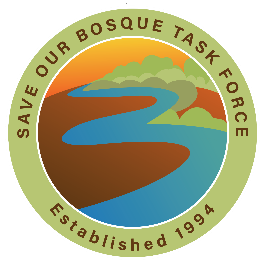 SAVE OUR BOSQUE TASK FORCE
Established 1994